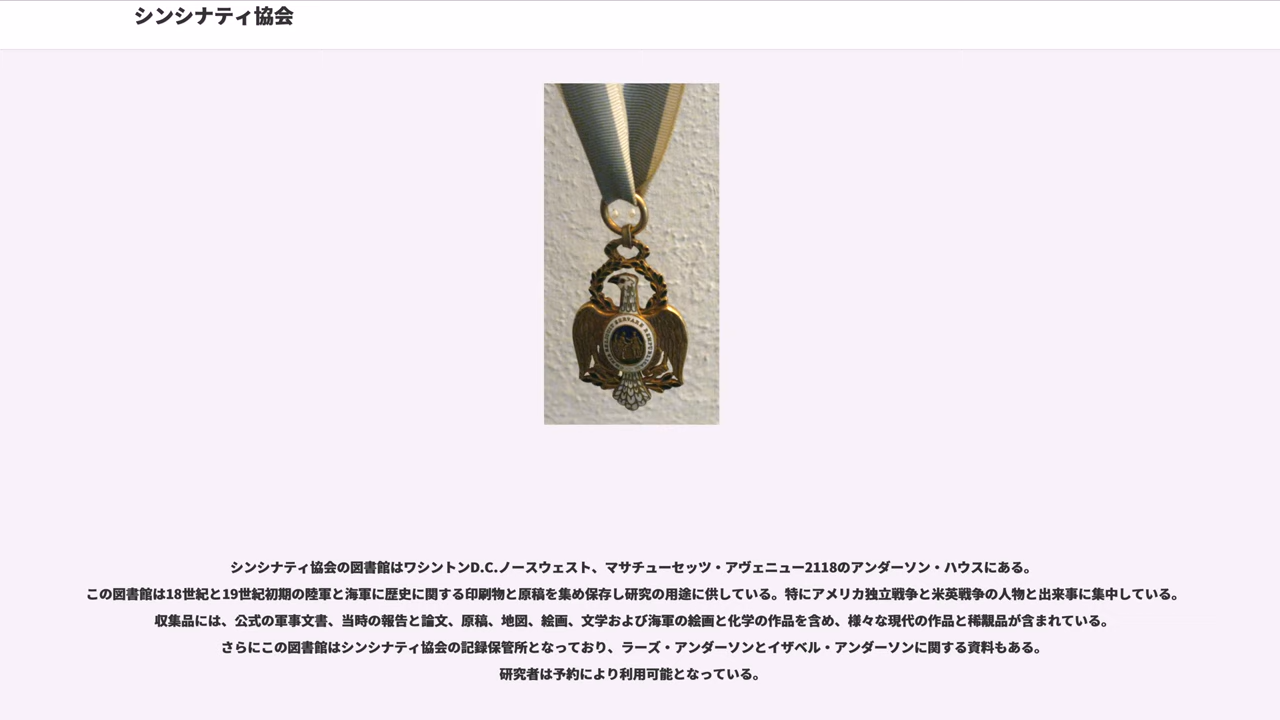 シンシナティ協会
シンシナティ協会の図書館はワシントンD.C.ノースウェスト、マサチューセッツ・アヴェニュー2118のアンダーソン・ハウスにある。
この図書館は18世紀と19世紀初期の陸軍と海軍に歴史に関する印刷物と原稿を集め保存し研究の用途に供している。特にアメリカ独立戦争と米英戦争の人物と出来事に集中している。
収集品には、公式の軍事文書、当時の報告と論文、原稿、地図、絵画、文学および海軍の絵画と化学の作品を含め、様々な現代の作品と稀覯品が含まれている。
さらにこの図書館はシンシナティ協会の記録保管所となっており、ラーズ・アンダーソンとイザベル・アンダーソンに関する資料もある。
研究者は予約により利用可能となっている。